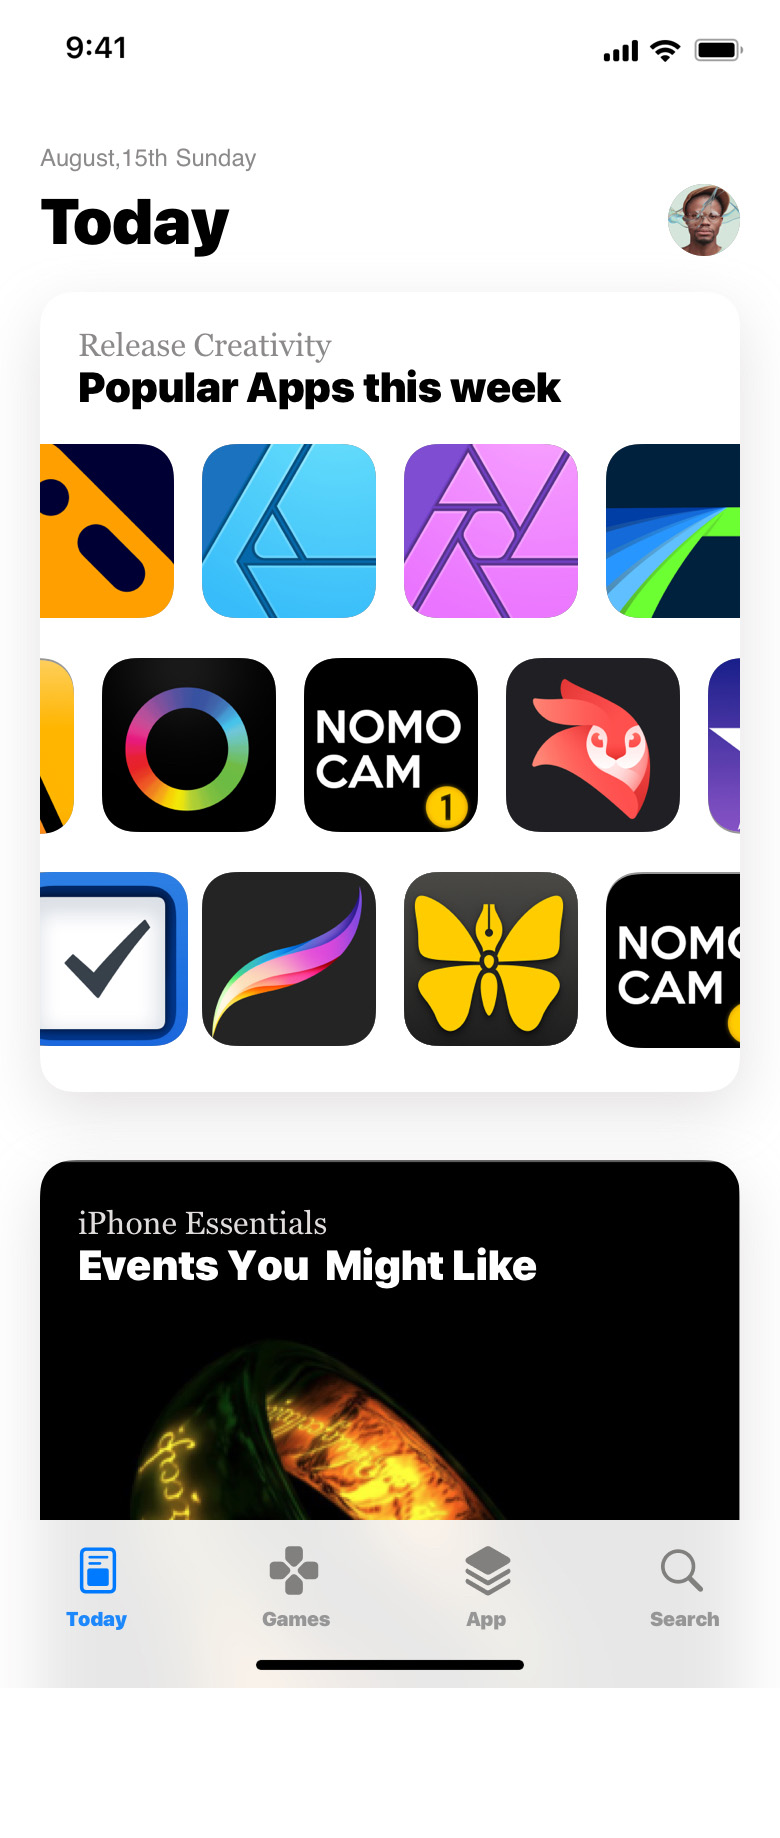 9:41
August,15th Sunday
Today
Release Creativity
Popular Apps this week
NOMO
CAM
1
NOMO
CAM
iPhone Essentials
Events You Might Like
Today
Games
App
Search